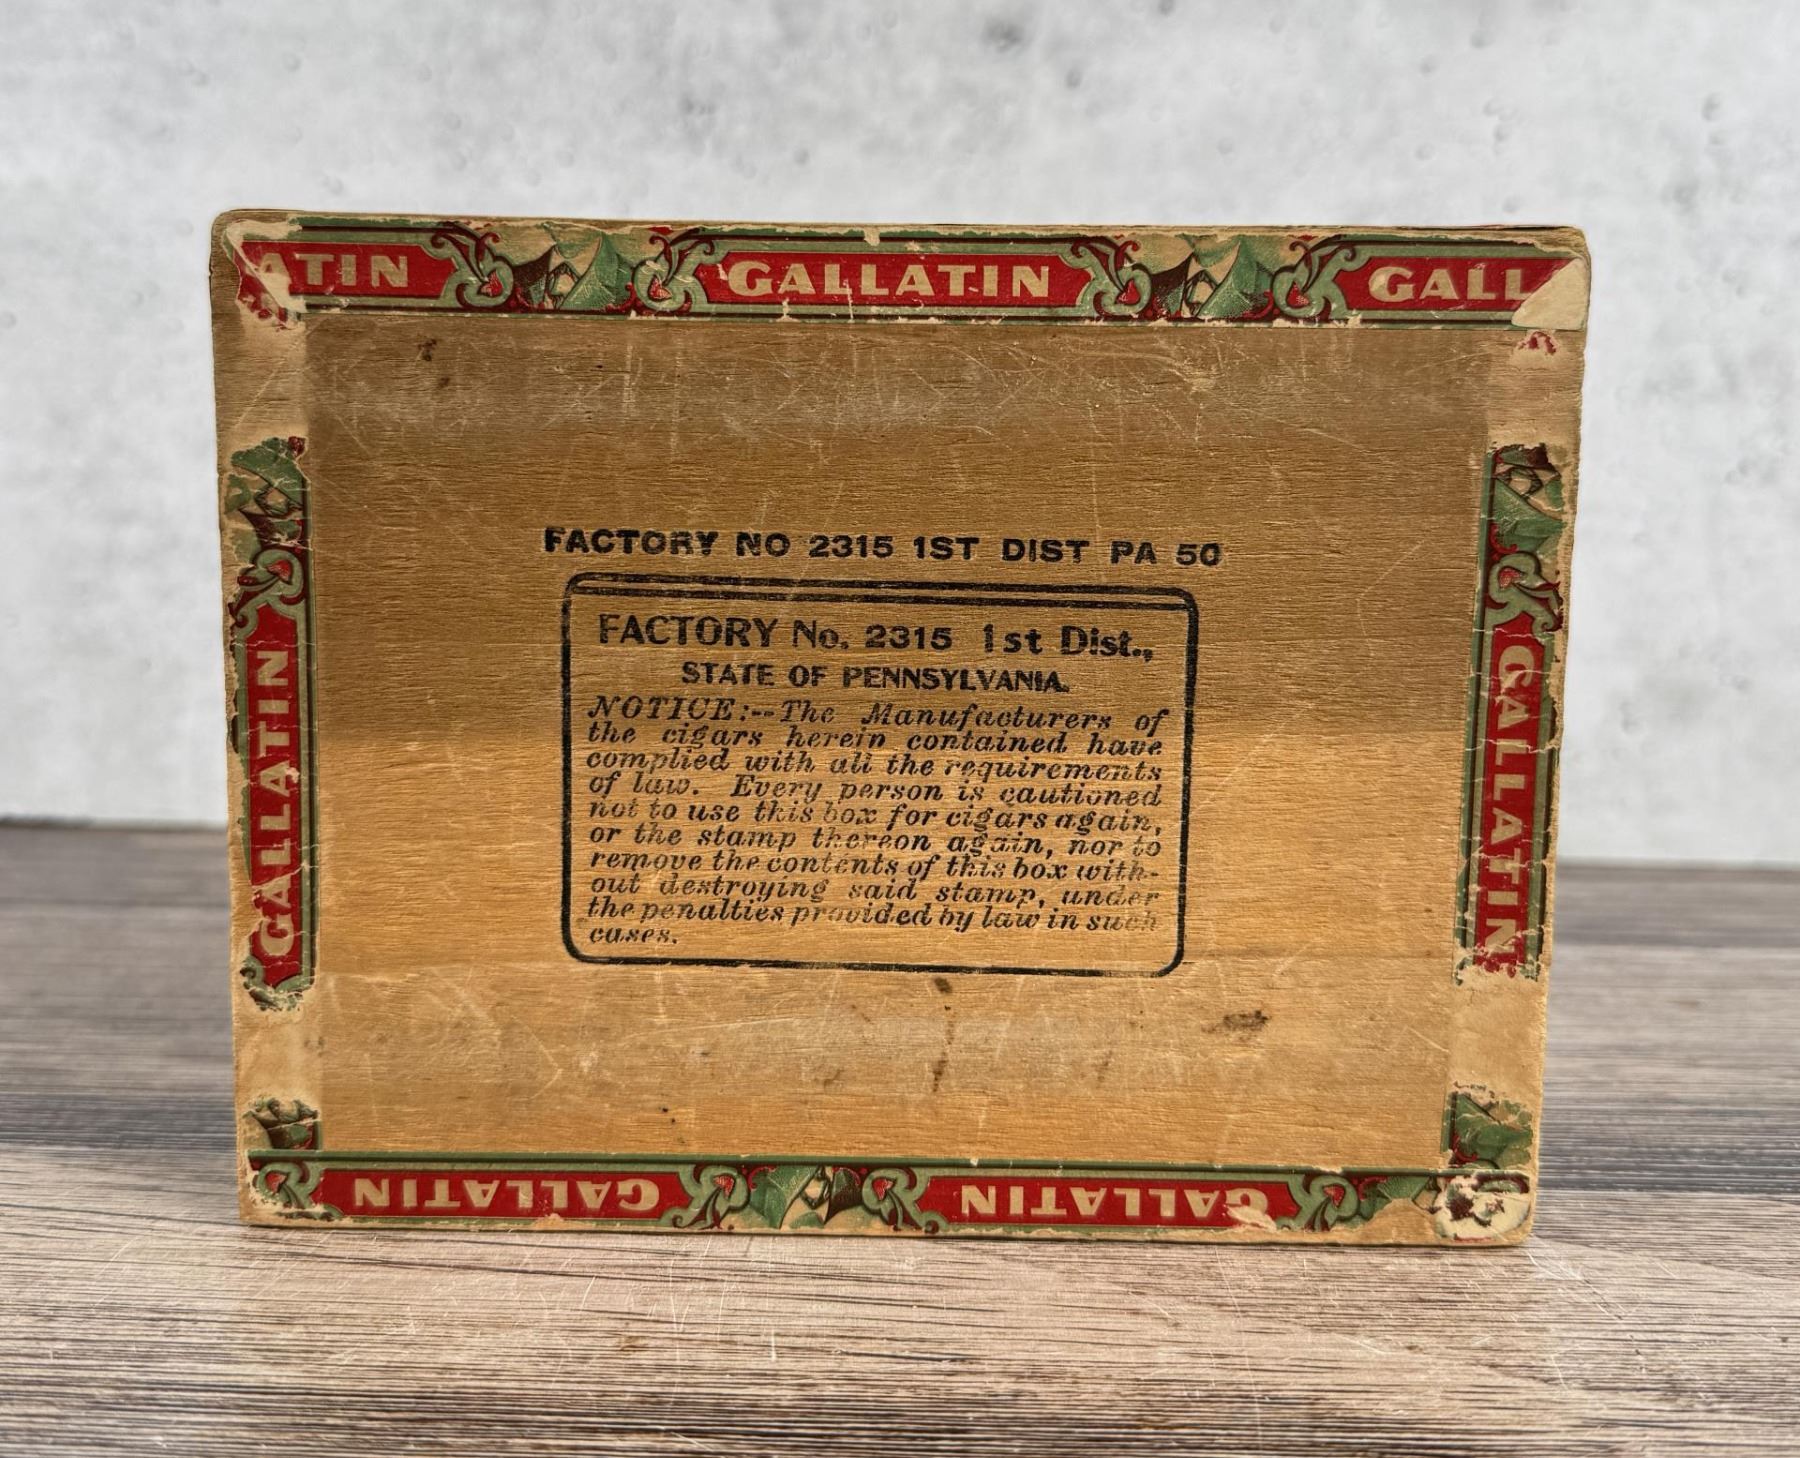 ATIN GALLATIN GALL
GALLATIN
GALLATIN
FACTORY NO 2315 1ST DIST PA 50
FACTORY No. 2315 1st Dist.,
STATE OF PENNSYLVANIA.
NOTICE:--The Manufacturers of
the cigars herein contained have
complied with all the requirements
of law. Every person is cautioned
not to use this box for cigars again,
or the stamp thereon again, nor to
remove the contents of this box with-
out destroying said stamp, under
the penalties provided by law in such
cases.
GALLATIN GALLATIN